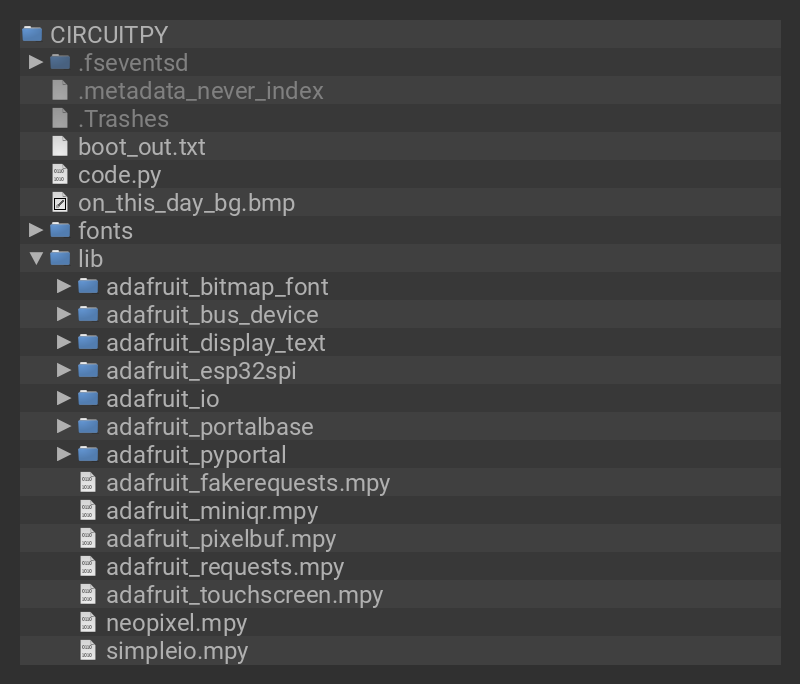 CIRCUITPY
.fseventsd
.metadata_never_index
.Trashes
boot_out.txt
code.py
on_this_day_bg.bmp
fonts
lib
adafruit_bitmap_font
adafruit_bus_device
adafruit_display_text
adafruit_esp32spi
adafruit_io
adafruit_portalbase
adafruit_pyportal
adafruit_fakerequests.mpy
adafruit_miniqr.mpy
adafruit_pixelbuf.mpy
adafruit_requests.mpy
adafruit_touchscreen.mpy
neopixel.mpy
simpleio.mpy